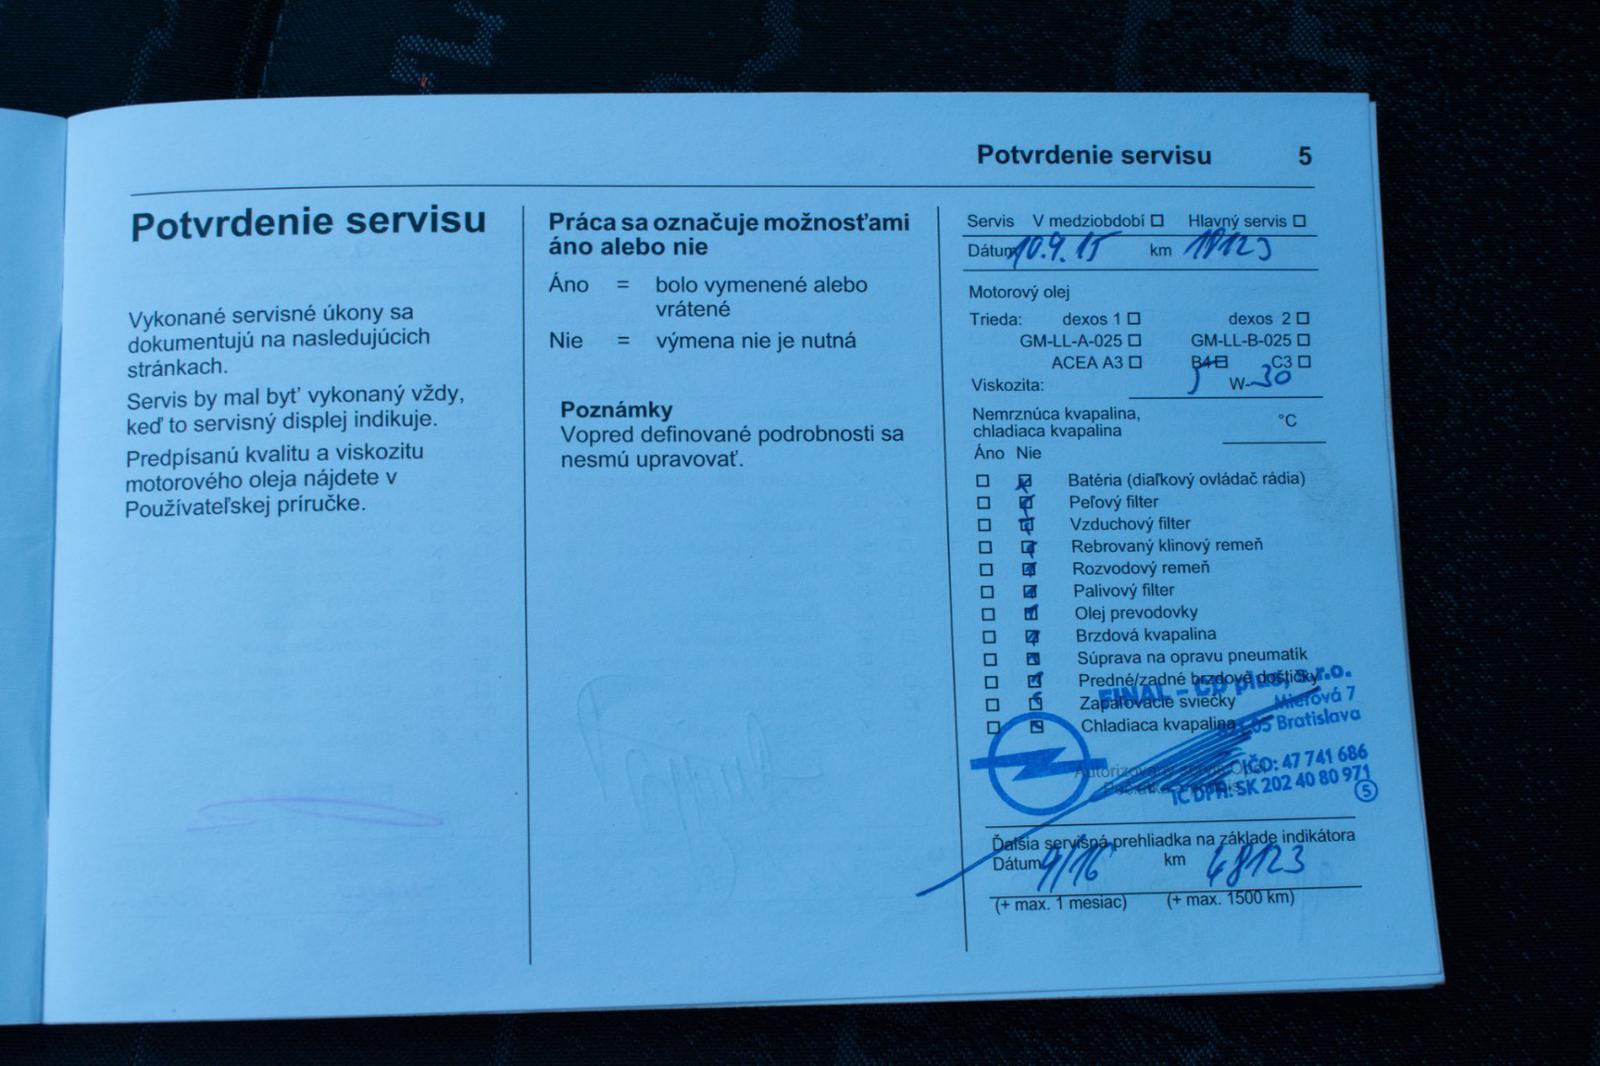 Potvrdenie servisu 5
Potvrdenie servisu
Vykonané servisné úkony sa
dokumentujú na nasledujúcich
stránkach.
Servis by mal byť vykonaný vždy,
keď to servisný displej indikuje.
Predpísanú kvalitu a viskozitu
motorového oleja nájdete v
Používateľskej príručke.
Práca sa označuje možnosťami
áno alebo nie
Áno = bolo vymenené alebo
vrátené
Nie = výmena nie je nutná
Poznámky
Vopred definované podrobnosti sa
nesmú upravovať.
Servis V medziobdobí Hlavný servis
Dátum 10.9.15 km 18123
Motorový olej
Trieda: dexos 1 dexos 2
GM-LL-A-025 GM-LL-B-025
ACEA A3 B4 C3
Viskozita: 5 W-30
Nemrznúca kvapalina,
chladiaca kvapalina °C
Áno Nie
Batéria (diaľkový ovládač rádia)
Peľový filter
Vzduchový filter
Rebrovaný klinový remeň
Rozvodový remeň
Palivový filter
Olej prevodovky
Brzdová kvapalina
Súprava na opravu pneumatík
Predné/zadné brzdové doštičky
FINAL - CD plus, s.r.o.
Zapaľovacie sviečky
Mierová 7
Chladiaca kvapalina
Bratislava
Autorizovaný servis Opel
IČO: 47 741 686
IČ DPH: SK 202 40 80 971
5
Ďalšia servisná prehliadka na základe indikátora
Dátum 9/16 km 48123
(+ max. 1 mesiac) (+ max. 1500 km)